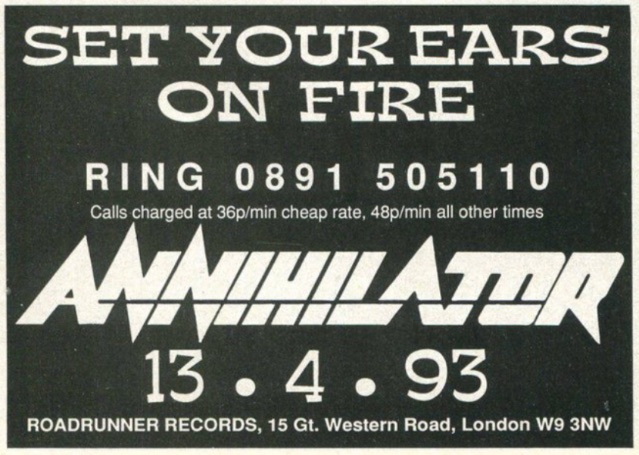 SET YOUR EARS
ON FIRE
RING 0891 505110
Calls charged at 36p/min cheap rate, 48p/min all other times
ANNIHILATOR
13 • 4 • 93
ROADRUNNER RECORDS, 15 Gt. Western Road, London W9 3NW